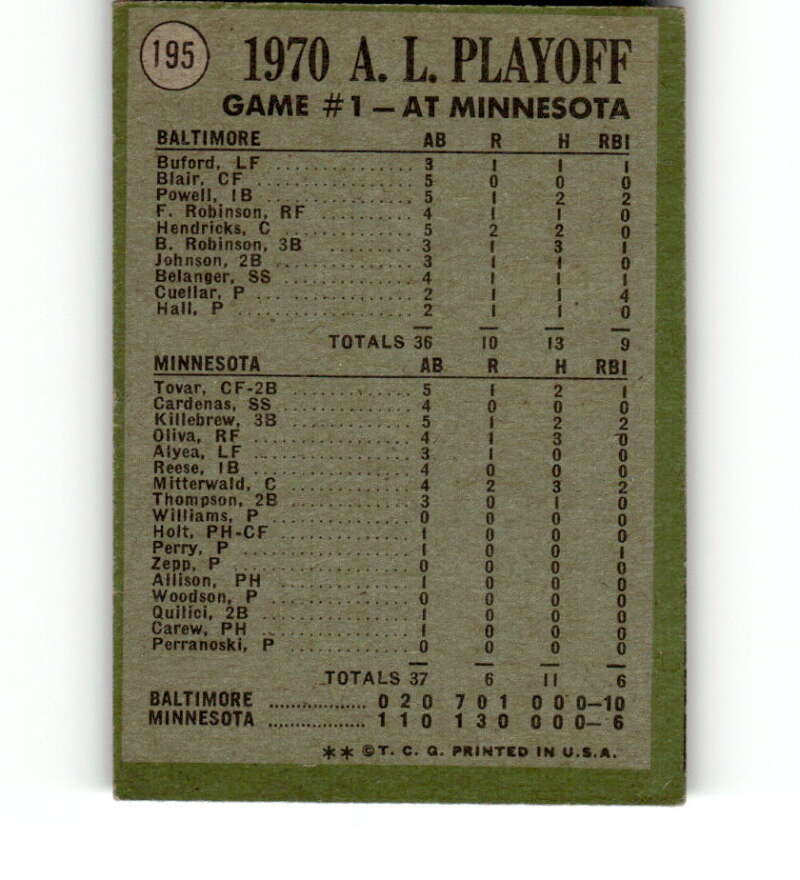 195
1970 A. L. PLAYOFF
GAME #1 — AT MINNESOTA
BALTIMORE AB R H RBI
Buford, LF 3 1 1 1
Blair, CF 5 0 0 0
Powell, 1B 5 1 2 2
F. Robinson, RF 4 1 1 0
Hendricks, C 5 2 2 0
B. Robinson, 3B 3 1 3 1
Johnson, 2B 3 1 1 0
Belanger, SS 4 1 1 1
Cuellar, P 2 1 1 4
Hall, P 2 1 1 0
TOTALS 36 10 13 9
MINNESOTA AB R H RBI
Tovar, CF-2B 5 1 2 1
Cardenas, SS 4 0 0 0
Killebrew, 3B 5 1 2 2
Oliva, RF 4 1 3 0
Alyea, LF 3 1 0 0
Reese, 1B 4 0 0 0
Mitterwald, C 4 2 3 2
Thompson, 2B 3 0 1 0
Williams, P 0 0 0 0
Holt, PH-CF 1 0 0 0
Perry, P 1 0 0 1
Zepp, P 0 0 0 0
Allison, PH 1 0 0 0
Woodson, P 0 0 0 0
Quilici, 2B 1 0 0 0
Carew, PH 1 0 0 0
Perranoski, P 0 0 0 0
TOTALS 37 6 11 6
BALTIMORE 0 2 0 7 0 1 0 0 0—10
MINNESOTA 1 1 0 1 3 0 0 0 0— 6
** © T. C. G. PRINTED IN U.S.A.